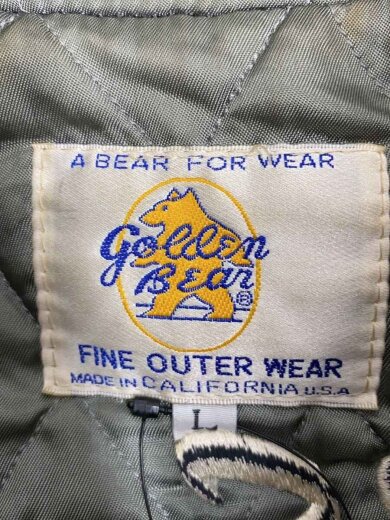 A BEAR FOR WEAR
Golden
Bear
®
FINE OUTER WEAR
MADE IN CALIFORNIA U.S.A
L